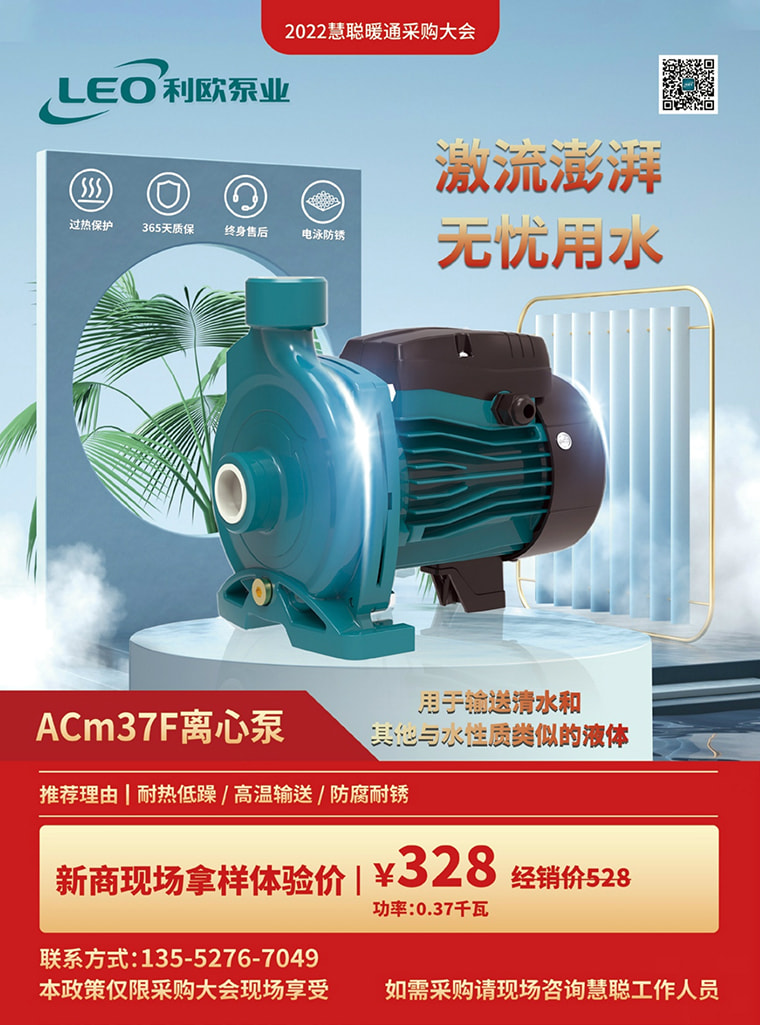 2022慧聪暖通采购大会
LEO利欧泵业
激流澎湃
无忧用水
过热保护
365天质保
终身售后
电泳防锈
ACm37F离心泵
用于输送清水和
其他与水性质类似的液体
推荐理由|耐热低躁/高温输送/防腐耐锈
新商现场拿样体验价|¥328 经销价528
功率:0.37千瓦
联系方式:135-5276-7049
本政策仅限采购大会现场享受 如需采购请现场咨询慧聪工作人员